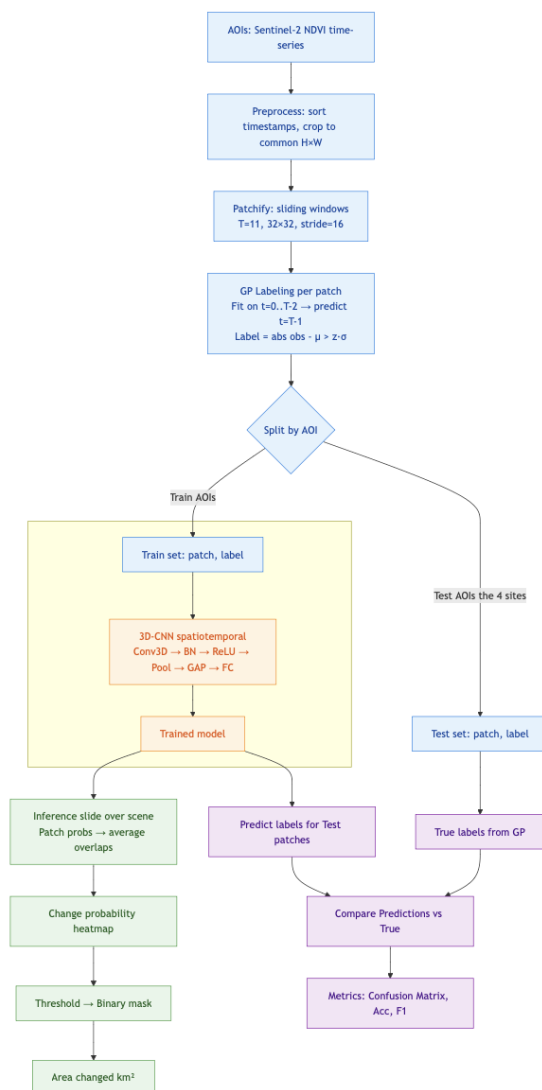 AOIs: Sentinel-2 NDVI time-
series
Preprocess: sort
timestamps, crop to
common H×W
Patchify: sliding windows
T=11, 32×32, stride=16
GP Labeling per patch
Fit on t=0..T-2 → predict
t=T-1
Label = abs obs - μ > z-σ
Split by AOI
Train AOIs
Train set: patch, label
Test AOIs the 4 sites
3D-CNN spatiotemporal
Conv3D → BN → ReLU →
Pool → GAP → FC
Trained model
Test set: patch, label
Inference slide over scene
Patch probs → average
overlaps
Predict labels for Test
patches
True labels from GP
Change probability
heatmap
Compare Predictions vs
True
Threshold → Binary mask
Metrics: Confusion Matrix,
Acc, F1
Area changed km²